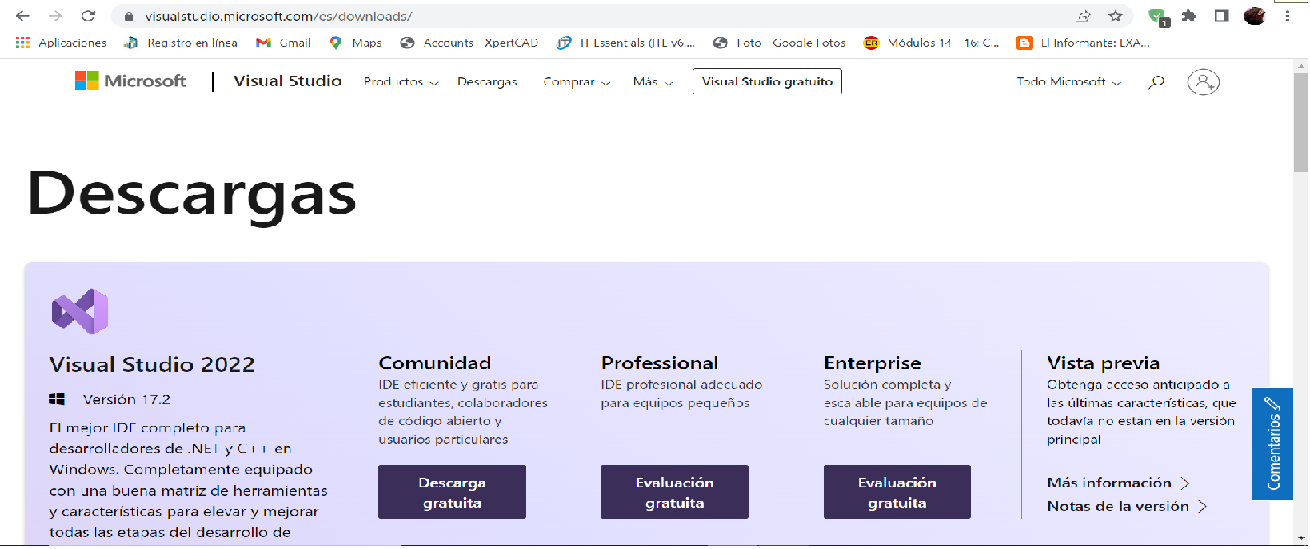 visualstudio.microsoft.com/es/downloads/
1
Aplicaciones Registro en línea Gmail Maps Accounts - XpertCAD IT Essentials (ITE v6 ... Foto - Google Fotos Módulos 14 - 16: C... El Informante: EXA...
Microsoft Visual Studio Productos Descargas Comprar Más Visual Studio gratuito Todo Microsoft
Descargas
Visual Studio 2022
Versión 17.2
El mejor IDE completo para
desarrolladores de .NET y C++ en
Windows. Completamente equipado
con una buena matriz de herramientas
y características para elevar y mejorar
todas las etapas del desarrollo de
Comunidad
IDE eficiente y gratis para
estudiantes, colaboradores
de código abierto y
usuarios particulares
Descarga
gratuita
Professional
IDE profesional adecuado
para equipos pequeños
Evaluación
gratuita
Enterprise
Solución completa y
escalable para equipos de
cualquier tamaño
Evaluación
gratuita
Vista previa
Obtenga acceso anticipado a
las últimas características, que
todavía no están en la versión
principal
Más información
Notas de la versión
Comentarios